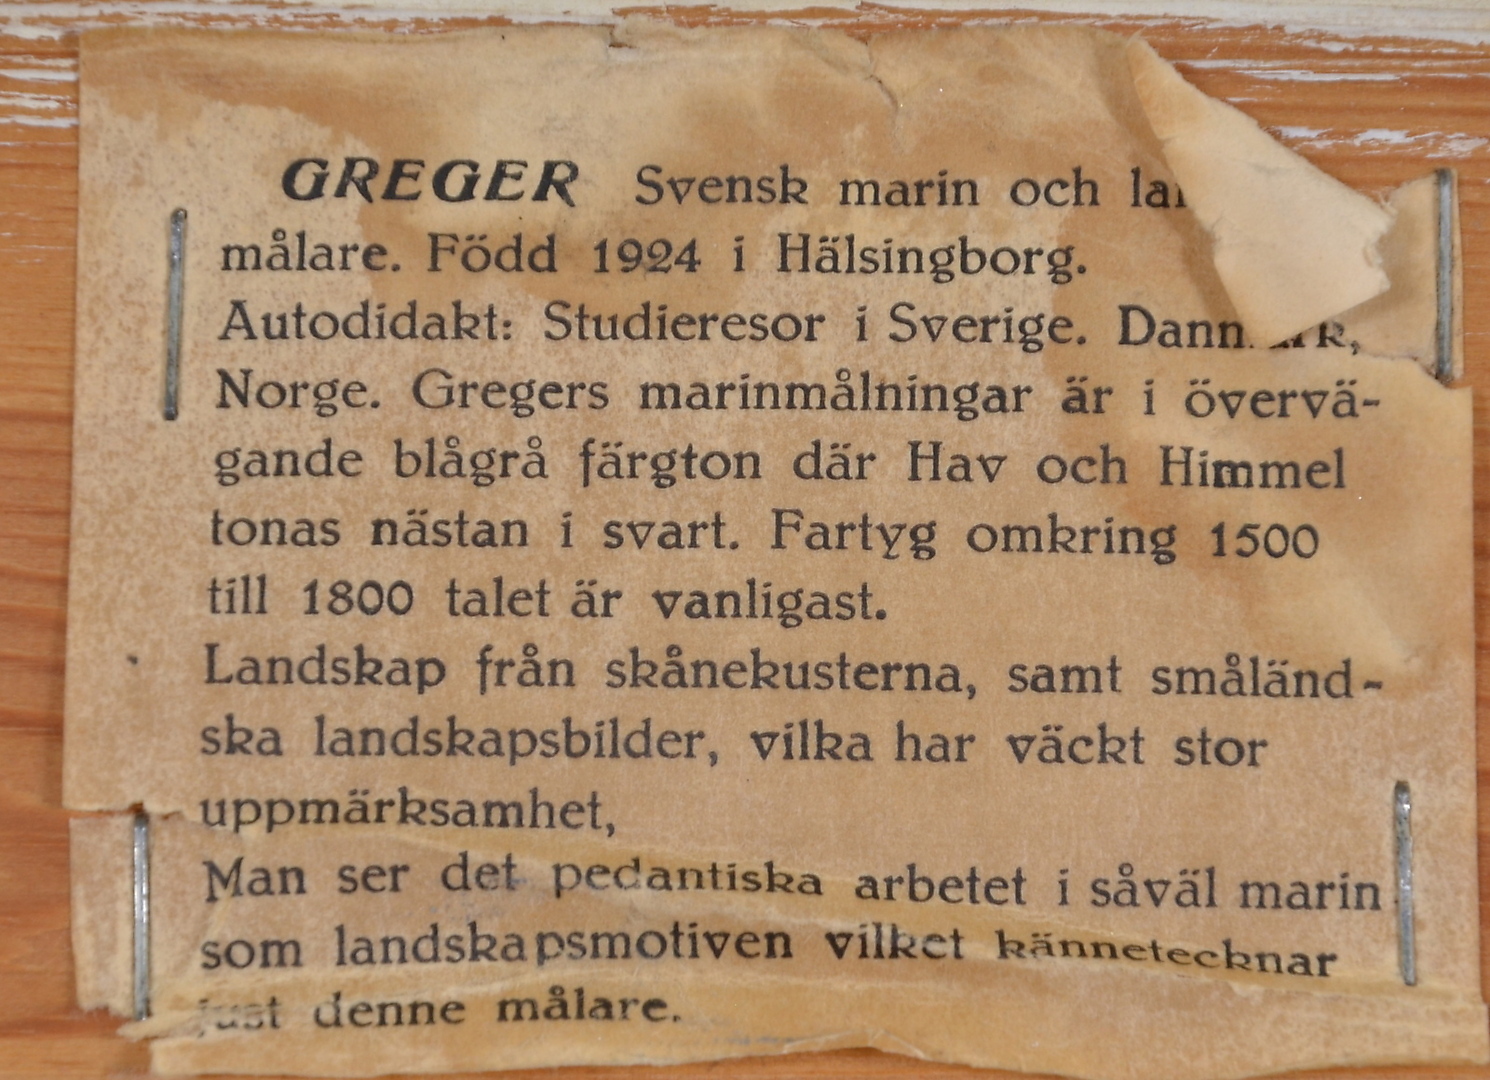 GREGER Svensk marin och
målare. Född 1924 i Hälsingborg.
Autodidakt: Studieresor i Sverige. Danmark,
Norge. Gregers marinmålningar är i övervä-
gande blågrå färgton där Hav och Himmel
tonas nästan i svart. Fartyg omkring 1500
till 1800 talet är vanligast.
Landskap från skånekusterna, samt småländ-
ska landskapsbilder, vilka har väckt stor
uppmärksamhet,
Man ser det pedantiska arbetet i såväl marin
som landskapsmotiven vilket kännetecknar
just denne målare.